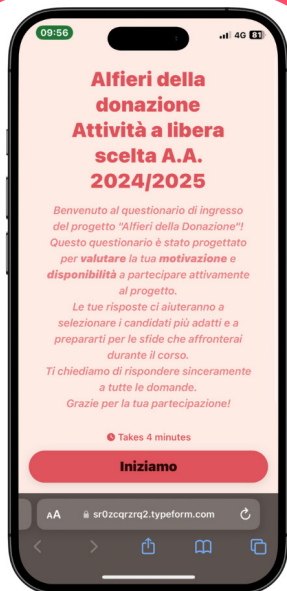 09:56
4G 81
Alfieri della
donazione
Attività a libera
scelta A.A.
2024/2025
Benvenuto al questionario di ingresso
del progetto "Alfieri della Donazione"!
Questo questionario è stato progettato
per valutare la tua motivazione e
disponibilità a partecipare attivamente
al progetto.
Le tue risposte ci aiuteranno a
selezionare i candidati più adatti e a
prepararti per le sfide che affronterai
durante il corso.
Ti chiediamo di rispondere sinceramente
a tutte le domande.
Grazie per la tua partecipazione!
Takes 4 minutes
Iniziamo
AA sr0zcqrzrq2.typeform.com